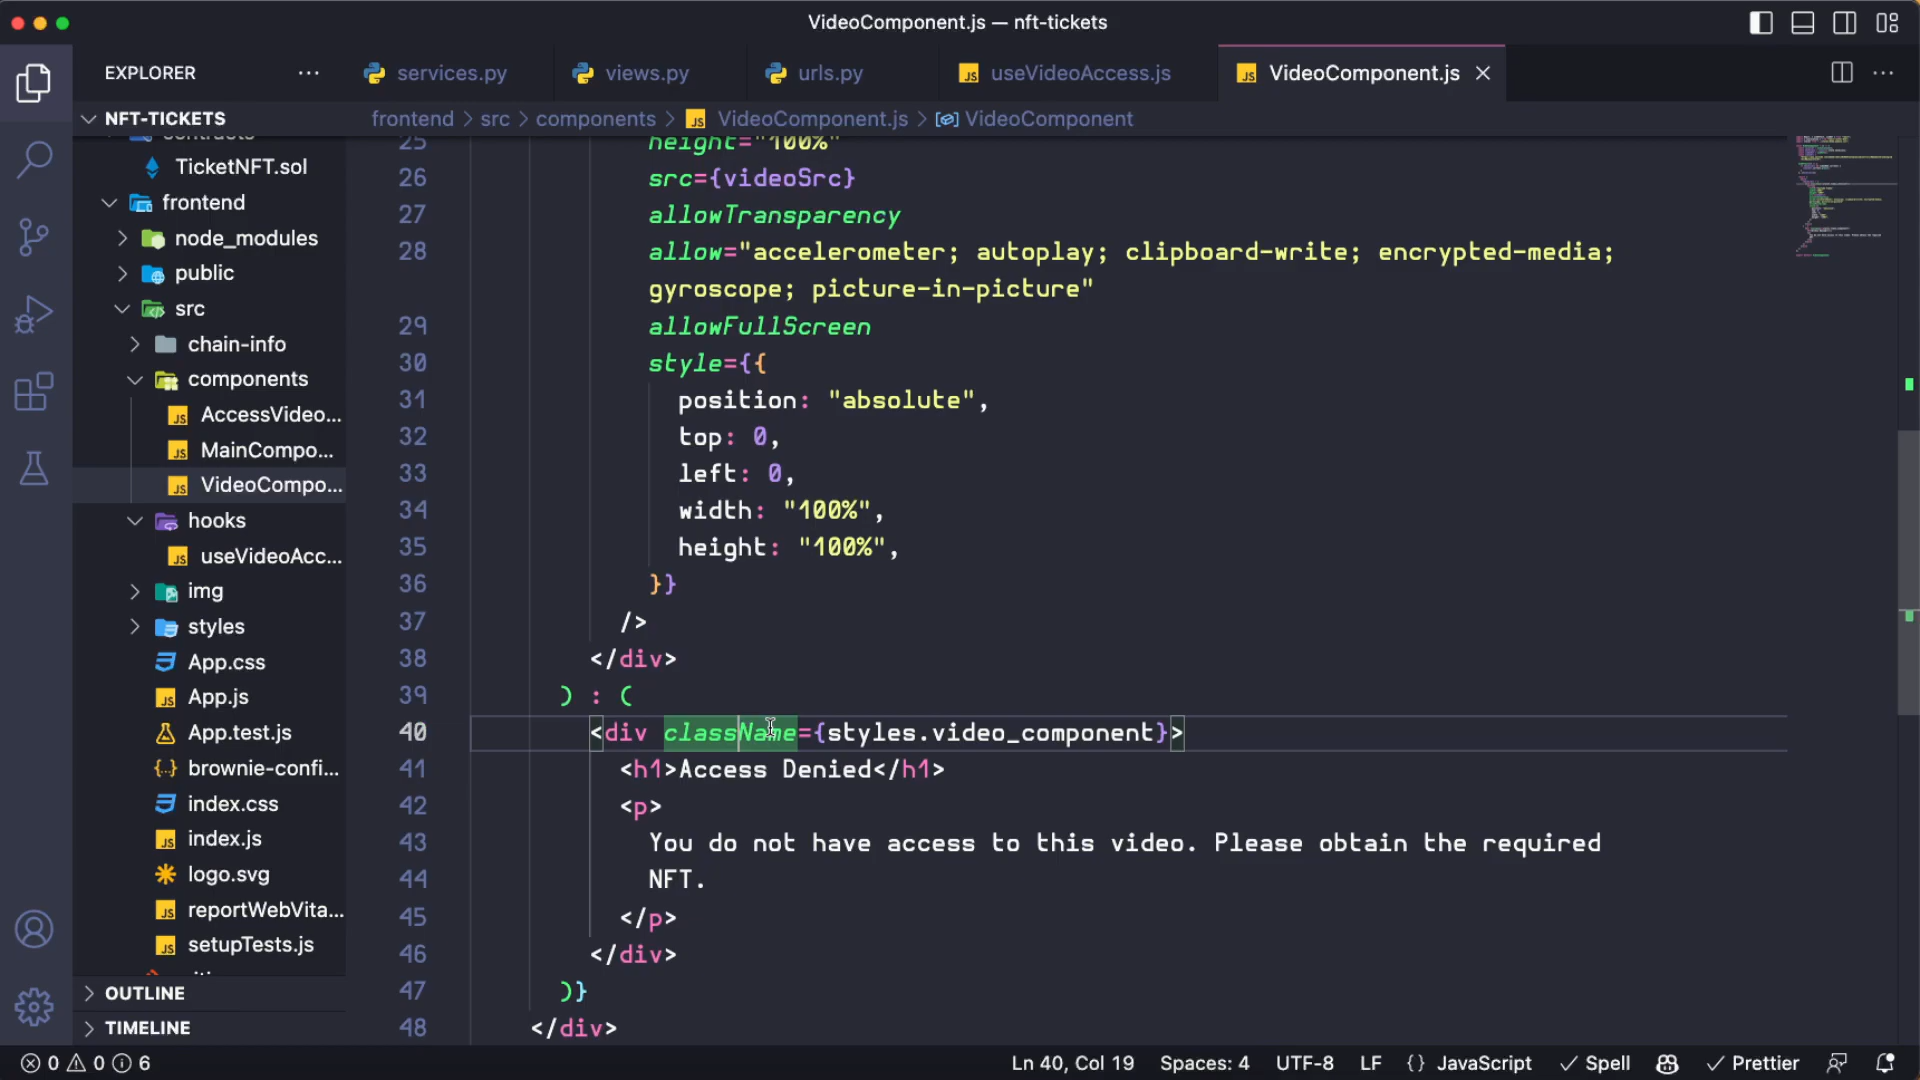 VideoComponent.js — nft-tickets
EXPLORER
services.py
views.py
urls.py
useVideoAccess.js
VideoComponent.js
NFT-TICKETS
frontend > src > components > VideoComponent.js > VideoComponent
contracts
TicketNFT.sol
frontend
node_modules
public
src
chain-info
components
AccessVideo...
MainCompo...
VideoCompo...
hooks
useVideoAcc...
img
styles
App.css
App.js
App.test.js
brownie-confi...
index.css
index.js
logo.svg
reportWebVita...
setupTests.js
OUTLINE
TIMELINE
25 height="100%"
26 src={videoSrc}
27 allowTransparency
28 allow="accelerometer; autoplay; clipboard-write; encrypted-media;
gyroscope; picture-in-picture"
29 allowFullScreen
30 style={{
31 position: "absolute",
32 top: 0,
33 left: 0,
34 width: "100%",
35 height: "100%",
36 }}
37 />
38 </div>
39 ) : (
40 <div className={styles.video_component}>
41 <h1>Access Denied</h1>
42 <p>
43 You do not have access to this video. Please obtain the required
44 NFT.
45 </p>
46 </div>
47 )}
48 </div>
0 0 6
Ln 40, Col 19 Spaces: 4 UTF-8 LF {} JavaScript Spell Prettier